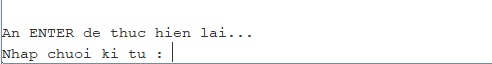 An ENTER de thuc hien lai...
Nhap chuoi ki tu :